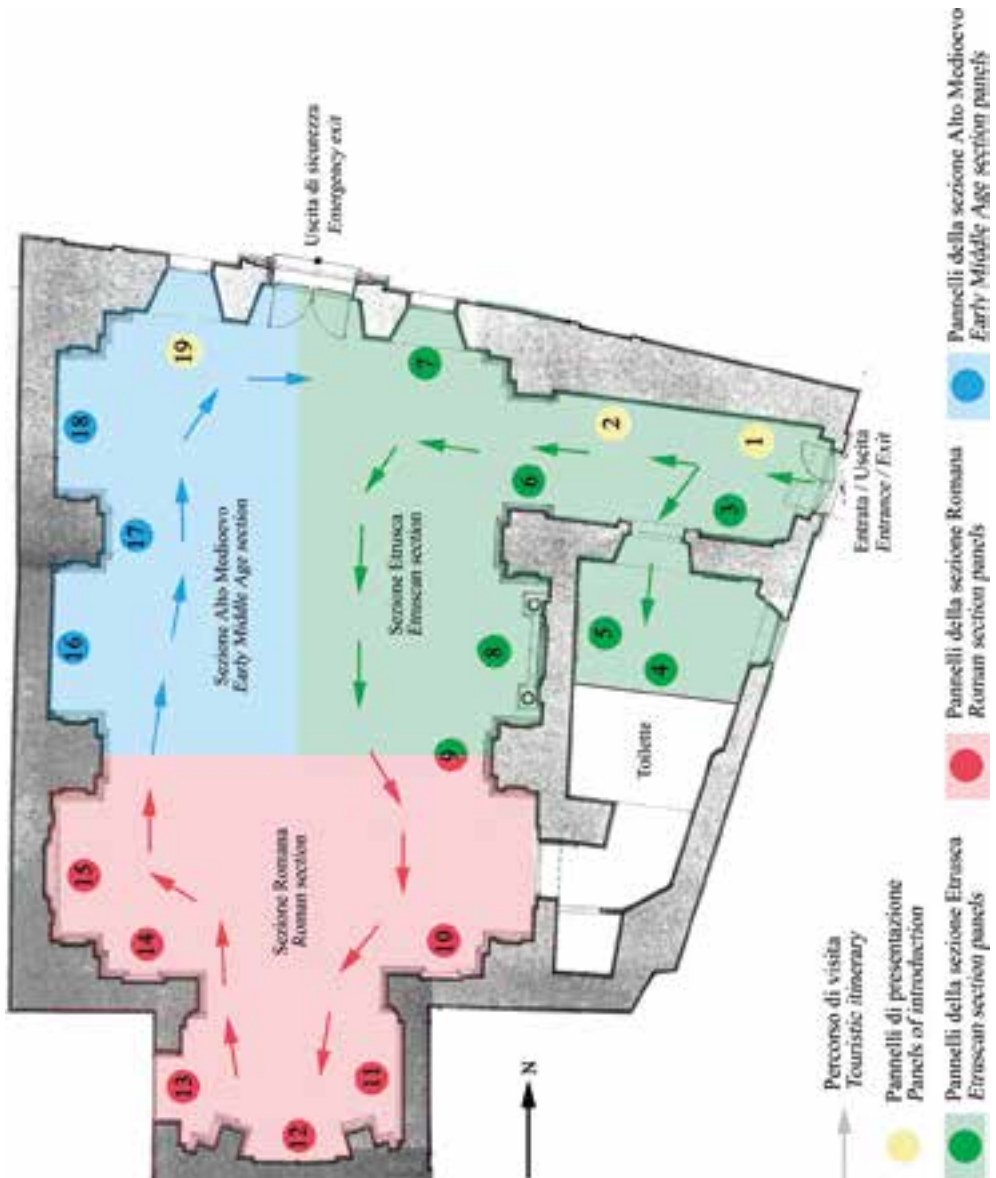 Uscita di sicurezza
Emergency exit
18
19
17
16
7
2
1
6
3
Entrata / Uscita
Entrance / Exit
Sezione Alto Medioevo
Early Middle Age section
Sezione Etrusca
Etruscan section
5
4
8
9
Toilette
15
14
Sezione Romana
Roman section
10
13
12
11
N
Percorso di visita
Touristic itinerary
Pannelli di presentazione
Panels of introduction
Pannelli della sezione Etrusca
Etruscan section panels
Pannelli della sezione Romana
Roman section panels
Pannelli della sezione Alto Medioevo
Early Middle Age section panels